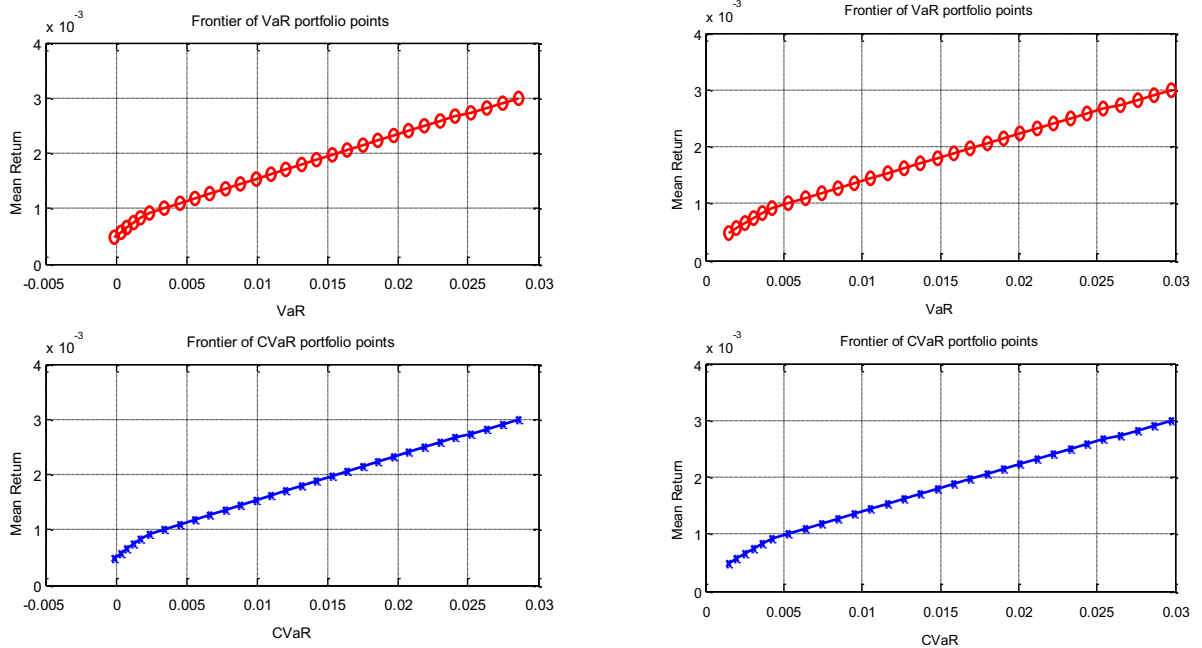 Frontier of VaR portfolio points
x 10^-3
4
3
2
1
0
Mean Return
-0.005 0 0.005 0.01 0.015 0.02 0.025 0.03
VaR
Frontier of VaR portfolio points
x 10^-3
4
3
2
1
0
Mean Return
0 0.005 0.01 0.015 0.02 0.025 0.03
VaR
Frontier of CVaR portfolio points
x 10^-3
4
3
2
1
0
Mean Return
-0.005 0 0.005 0.01 0.015 0.02 0.025 0.03
CVaR
Frontier of CVaR portfolio points
x 10^-3
4
3
2
1
0
Mean Return
0 0.005 0.01 0.015 0.02 0.025 0.03
CVaR